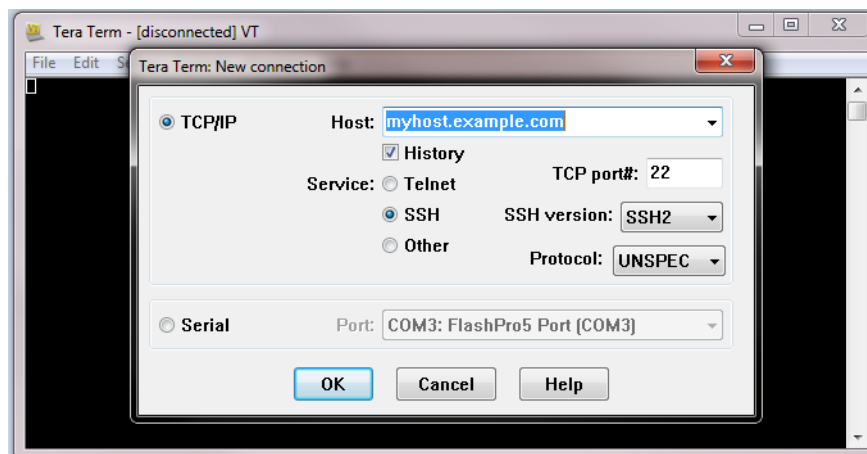 Tera Term - [disconnected] VT
File Edit
Tera Term: New connection
TCP/IP Host: myhost.example.com
History
Service: Telnet TCP port#: 22
SSH SSH version: SSH2
Other Protocol: UNSPEC
Serial Port: COM3: FlashPro5 Port (COM3)
OK Cancel Help